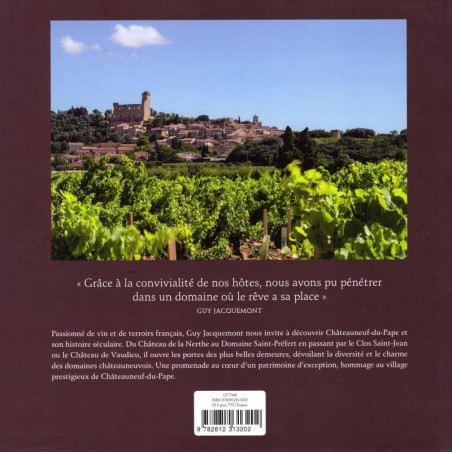 « Grâce à la convivialité de nos hôtes, nous avons pu pénétrer
dans un domaine où le rêve a sa place »
GUY JACQUEMONT
Passionné de vin et de terroirs français, Guy Jacquemont nous invite à découvrir Châteauneuf-du-Pape et
son histoire séculaire. Du Château de la Nerthe au Domaine Saint-Préfert en passant par le Clos Saint-Jean
ou le Château de Vaudieu, il ouvre les portes des plus belles demeures, dévoilant la diversité et le charme
des domaines châteauneuvois. Une promenade au cœur d'un patrimoine d'exception, hommage au village
prestigieux de Châteauneuf-du-Pape.
9 782812 313202